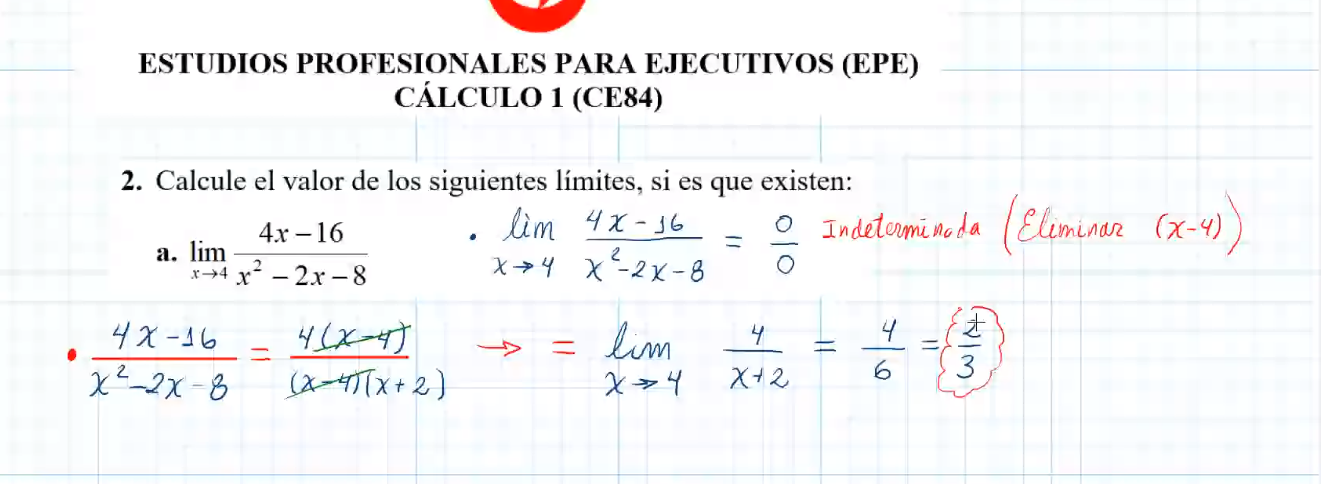 ESTUDIOS PROFESIONALES PARA EJECUTIVOS (EPE)
CÁLCULO 1 (CE84)
2. Calcule el valor de los siguientes límites, si es que existen:
a. lim x→4 (4x − 16)/(x² − 2x − 8)
• lim x→4 (4x − 16)/(x² − 2x − 8) = 0/0 Indeterminada (Eliminar (x-4))
• (4x − 16)/(x² − 2x − 8) = 4(x-4)/((x-4)(x+2)) → = lim x→4 4/(x+2) = 4/6 = 2/3